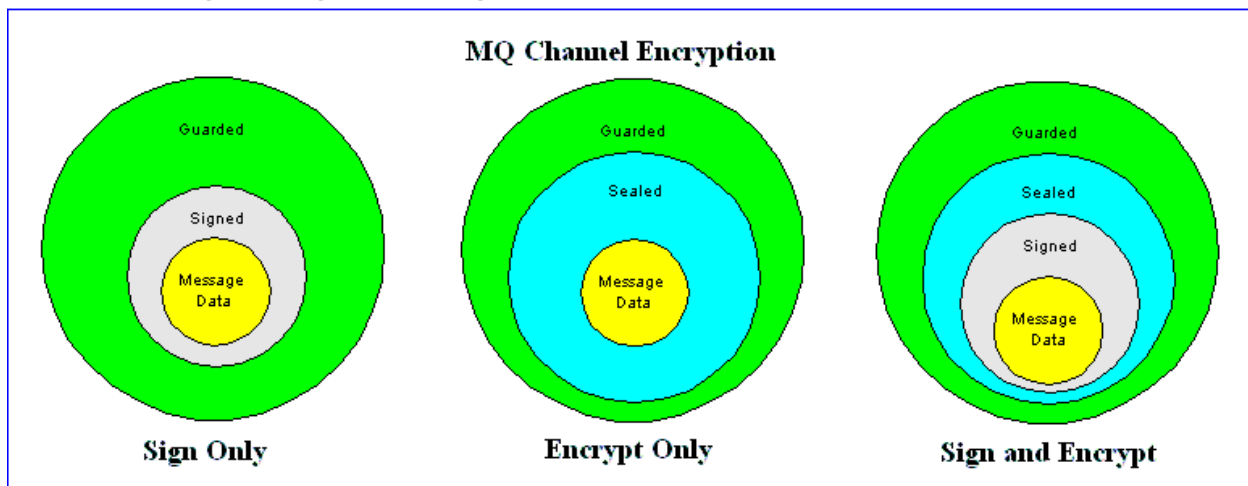 MQ Channel Encryption
Guarded
Signed
Message
Data
Sign Only
Guarded
Sealed
Message
Data
Encrypt Only
Guarded
Sealed
Signed
Message
Data
Sign and Encrypt